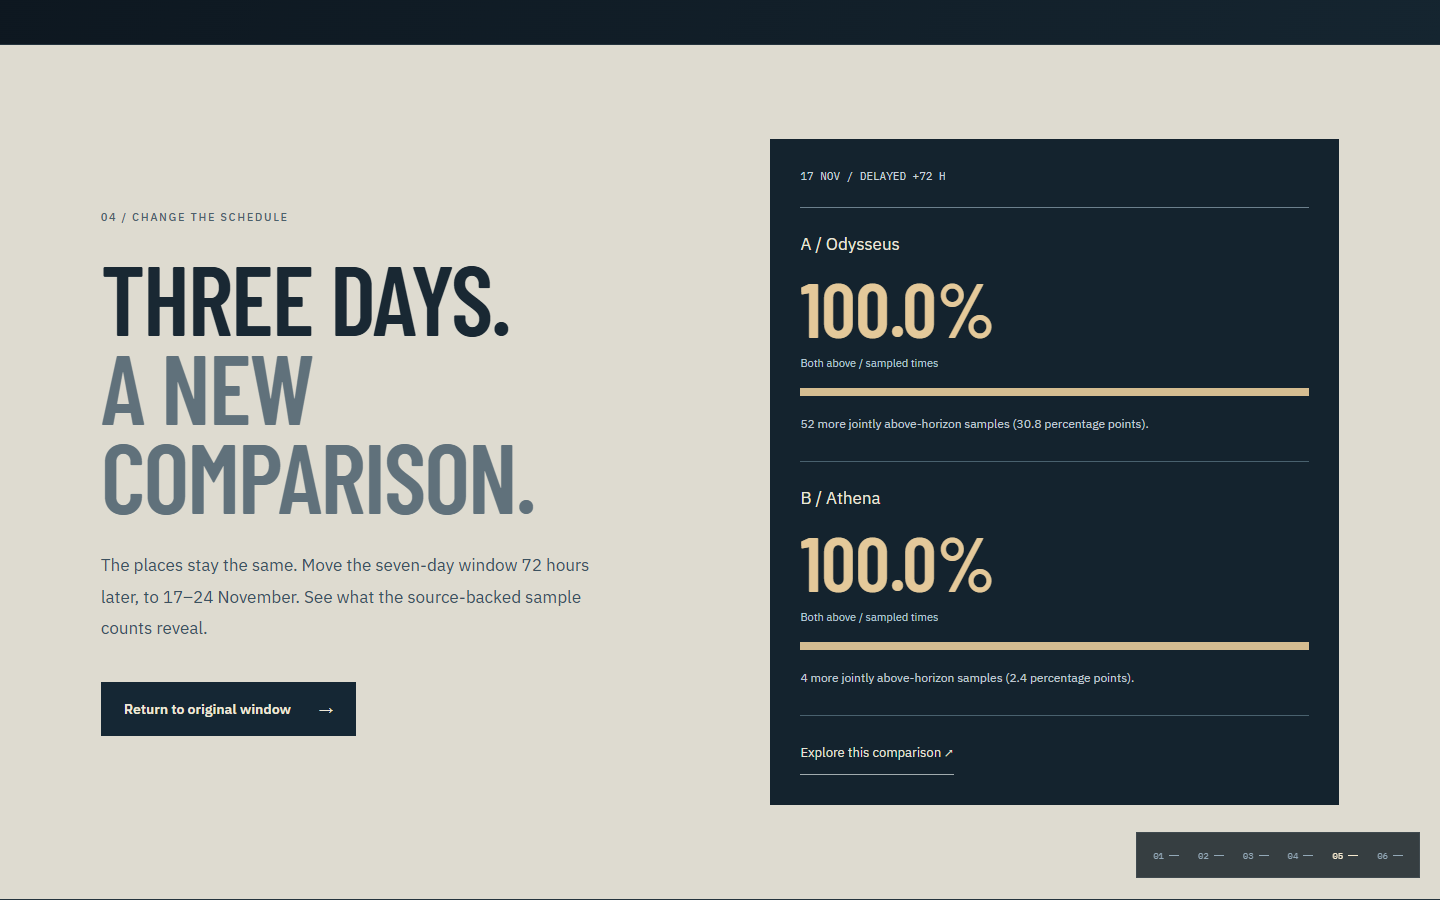 04 / CHANGE THE SCHEDULE
THREE DAYS.
A NEW
COMPARISON.
The places stay the same. Move the seven-day window 72 hours
later, to 17–24 November. See what the source-backed sample
counts reveal.
Return to original window →
17 NOV / DELAYED +72 H
A / Odysseus
100.0%
Both above / sampled times
52 more jointly above-horizon samples (30.8 percentage points).
B / Athena
100.0%
Both above / sampled times
4 more jointly above-horizon samples (2.4 percentage points).
Explore this comparison ↗
01 — 02 — 03 — 04 — 05 — 06 —